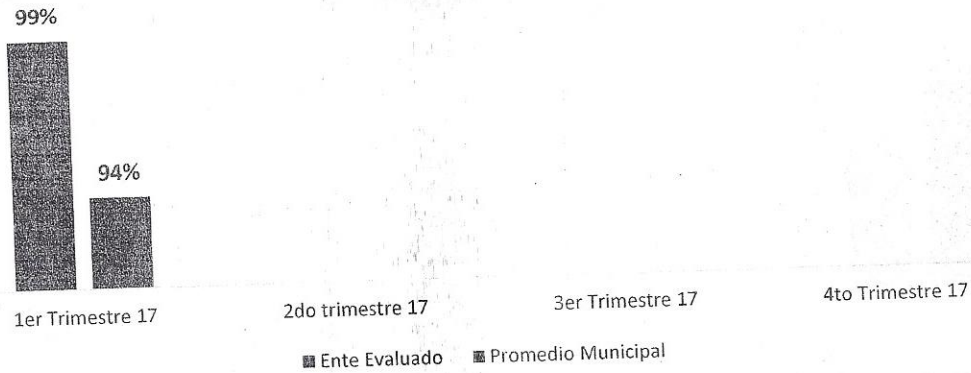 99%
94%
1er Trimestre 17
2do trimestre 17
3er Trimestre 17
4to Trimestre 17
Ente Evaluado
Promedio Municipal